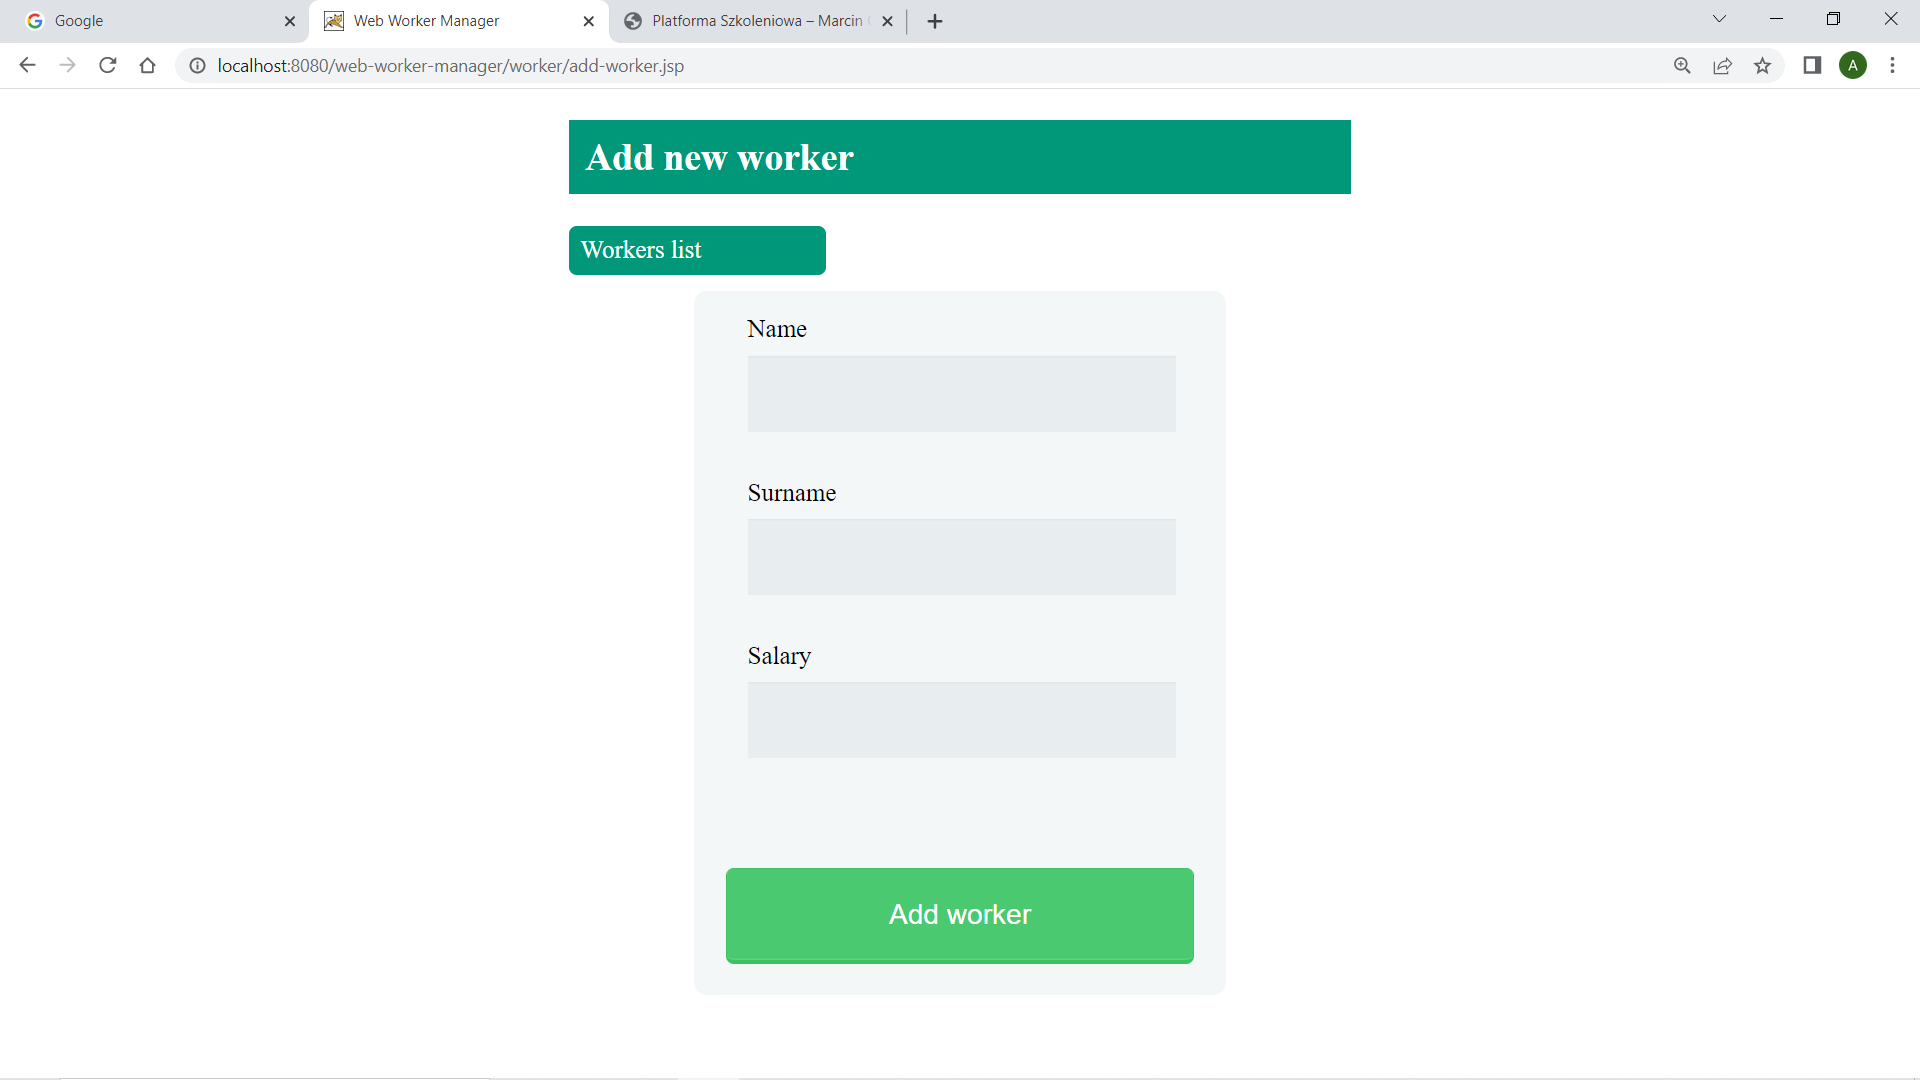 Google
Web Worker Manager
Platforma Szkoleniowa – Marcin
localhost:8080/web-worker-manager/worker/add-worker.jsp
A
Add new worker
Workers list
Name
Surname
Salary
Add worker